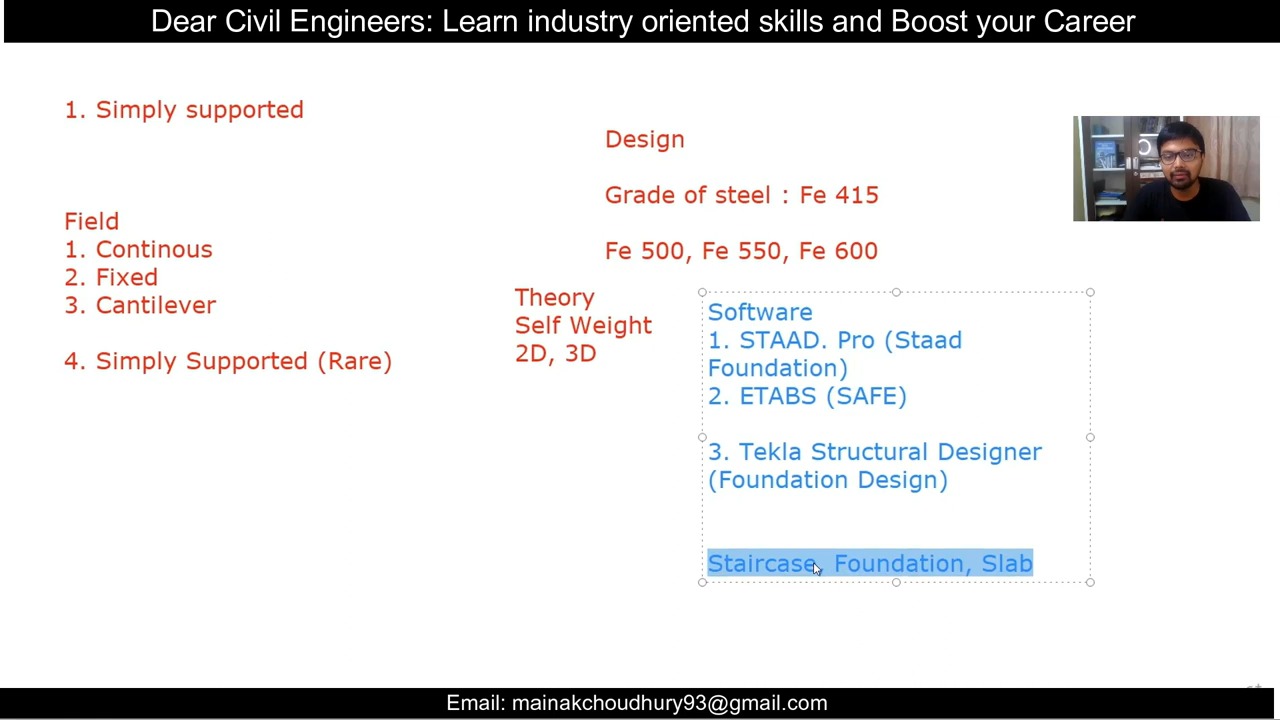 Dear Civil Engineers: Learn industry oriented skills and Boost your Career
1. Simply supported
Field
1. Continous
2. Fixed
3. Cantilever
4. Simply Supported (Rare)
Design
Grade of steel : Fe 415
Fe 500, Fe 550, Fe 600
Theory
Self Weight
2D, 3D
Software
1. STAAD. Pro (Staad
Foundation)
2. ETABS (SAFE)
3. Tekla Structural Designer
(Foundation Design)
Staircase, Foundation, Slab
Email: mainakchoudhury93@gmail.com